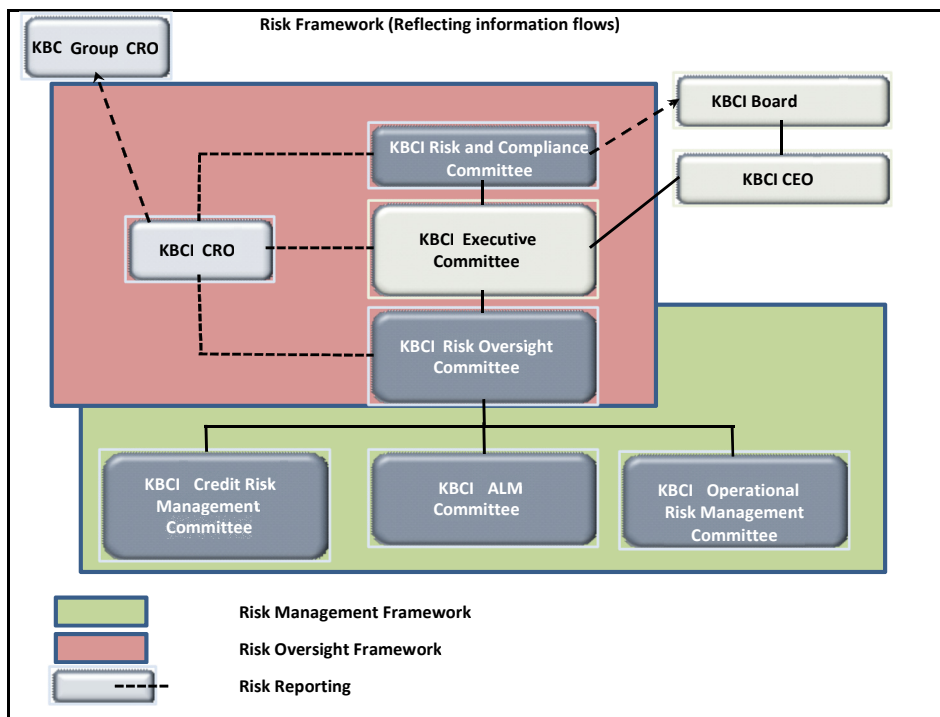 Risk Framework (Reflecting information flows)
KBC Group CRO
KBCI Board
KBCI Risk and Compliance
Committee
KBCI CEO
KBCI CRO
KBCI Executive
Committee
KBCI Risk Oversight
Committee
KBCI Credit Risk
Management
Committee
KBCI ALM
Committee
KBCI Operational
Risk Management
Committee
Risk Management Framework
Risk Oversight Framework
Risk Reporting